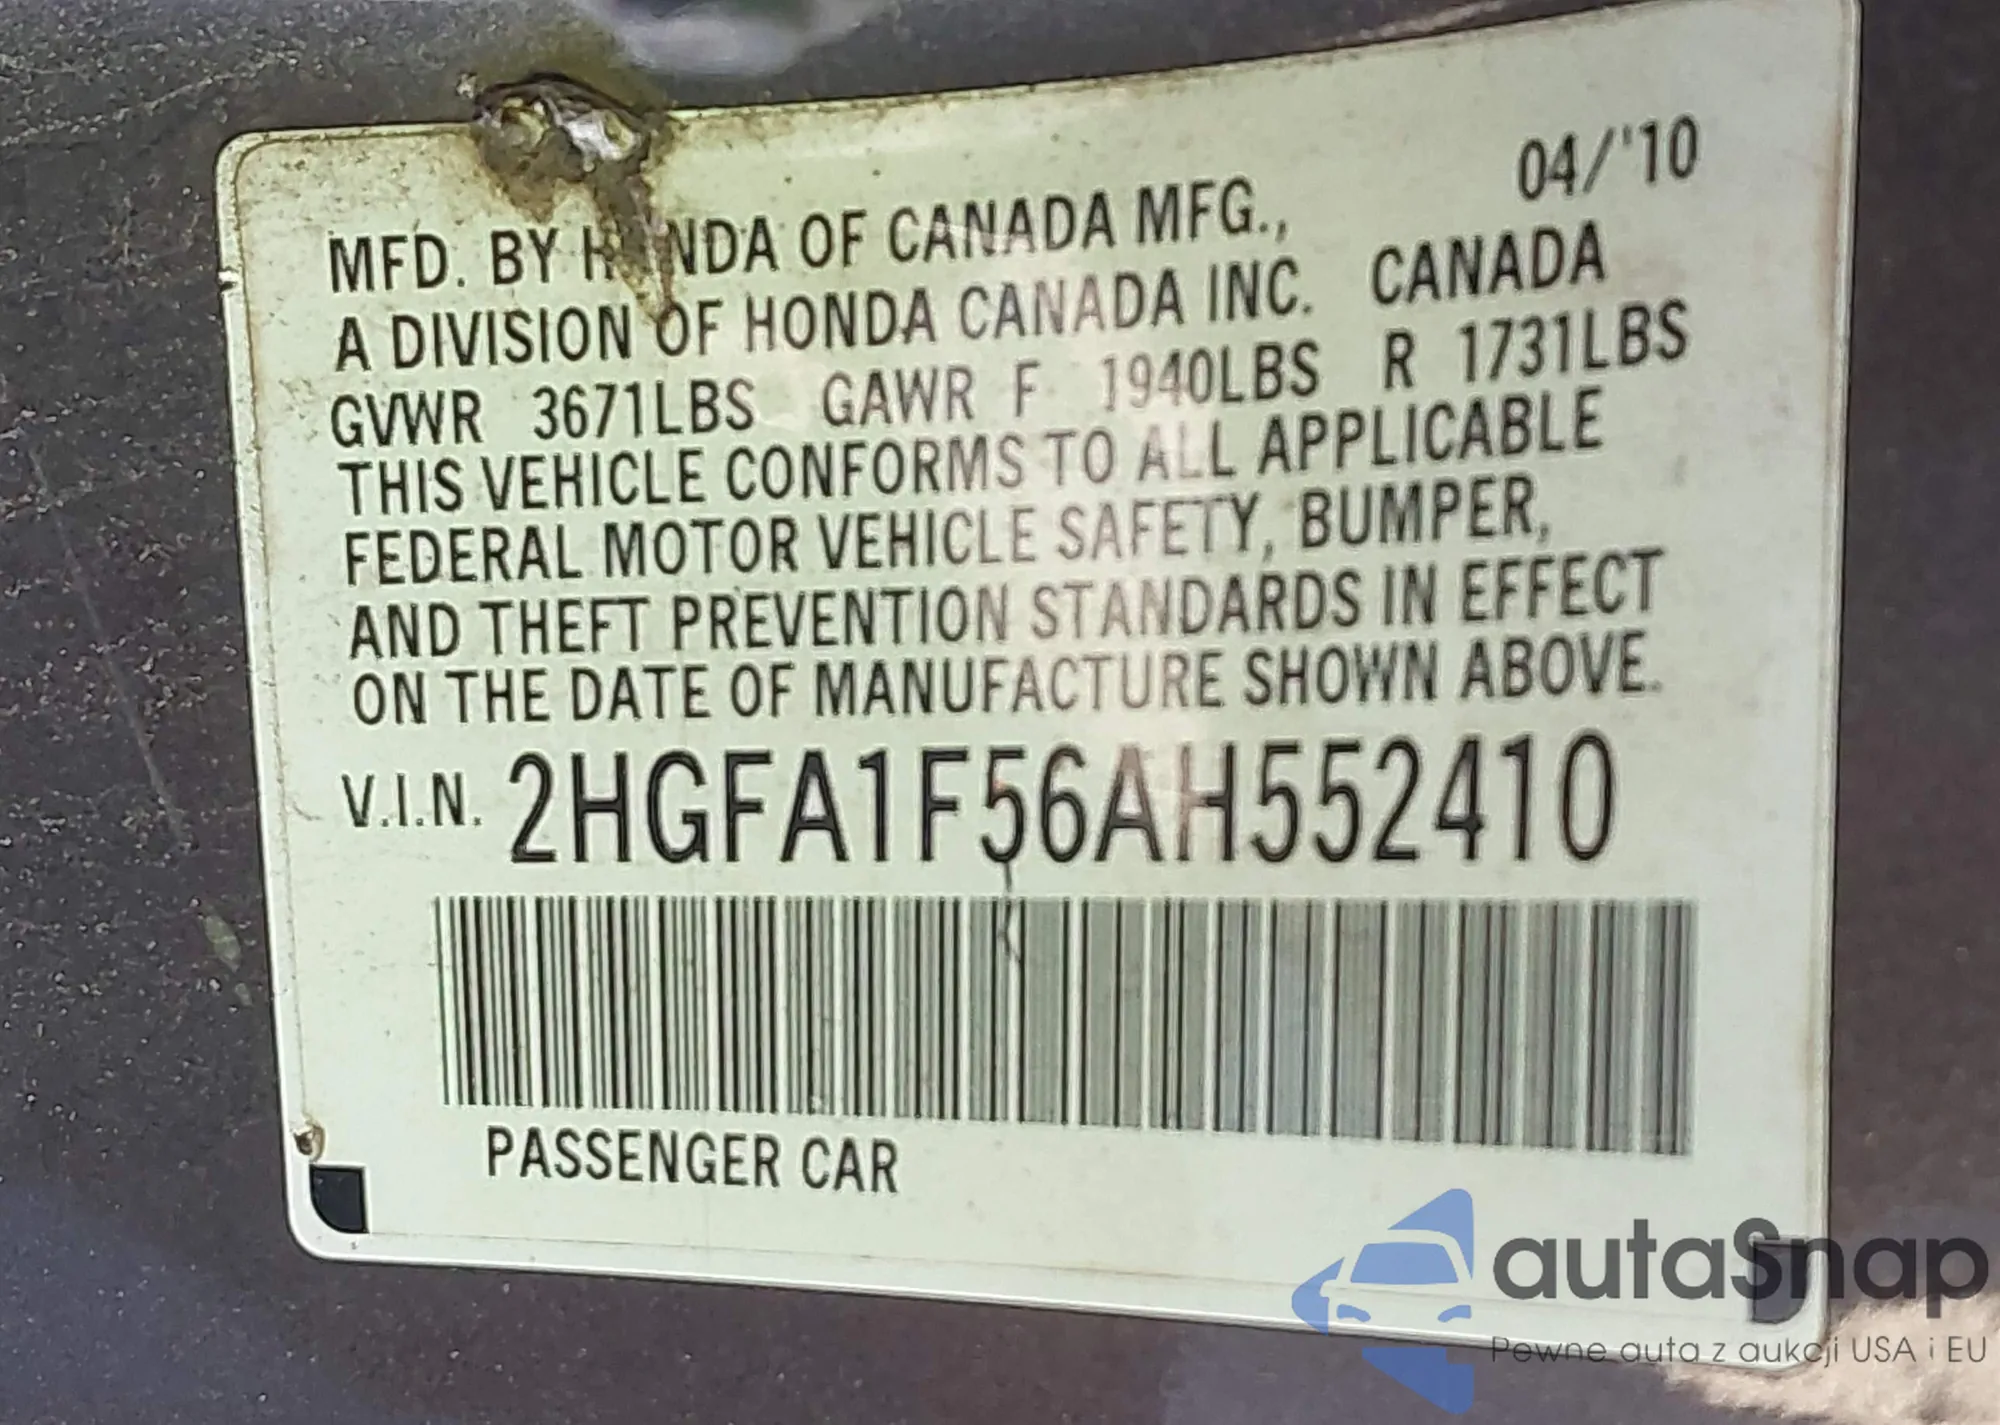 04/'10
MFD. BY HONDA OF CANADA MFG.,
A DIVISION OF HONDA CANADA INC. CANADA
GVWR 3671LBS GAWR F 1940LBS R 1731LBS
THIS VEHICLE CONFORMS TO ALL APPLICABLE
FEDERAL MOTOR VEHICLE SAFETY, BUMPER,
AND THEFT PREVENTION STANDARDS IN EFFECT
ON THE DATE OF MANUFACTURE SHOWN ABOVE.
V.I.N. 2HGFA1F56AH552410
PASSENGER CAR
autaSnap
Pewne auta z aukcji USA i EU